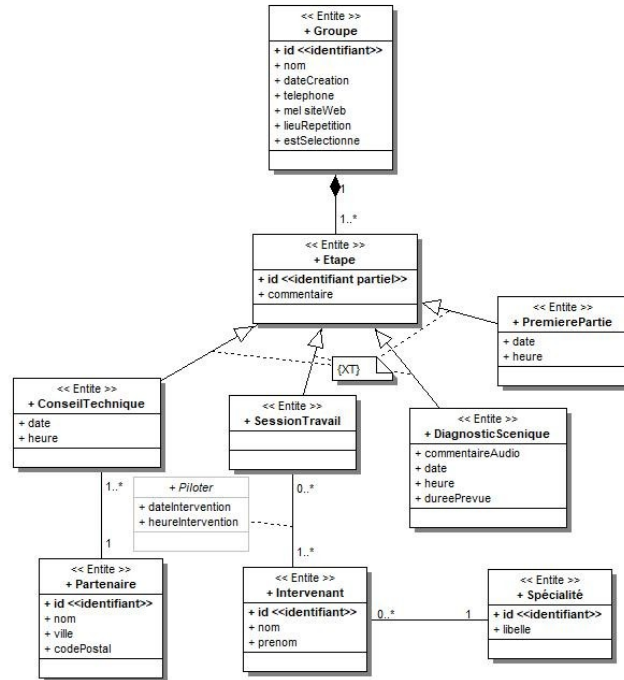 << Entite >>
+ Groupe
+ id <<identifiant>>
+ nom
+ dateCreation
+ telephone
+ mel siteWeb
+ lieuRepetition
+ estSelectionne
1
1..*
<< Entite >>
+ Etape
+ id <<identifiant partiel>>
+ commentaire
<< Entite >>
+ PremierePartie
+ date
+ heure
{XT}
<< Entite >>
+ ConseilTechnique
+ date
+ heure
<< Entite >>
+ SessionTravail
<< Entite >>
+ DiagnosticScenique
+ commentaireAudio
+ date
+ heure
+ dureePrevue
1..*
1
+ Piloter
+ dateIntervention
+ heureIntervention
0..*
1..*
<< Entite >>
+ Partenaire
+ id <<identifiant>>
+ nom
+ ville
+ codePostal
<< Entite >>
+ Intervenant
+ id <<identifiant>>
+ nom
+ prenom
0..*
1
<< Entite >>
+ Spécialité
+ id <<identifiant>>
+ libelle